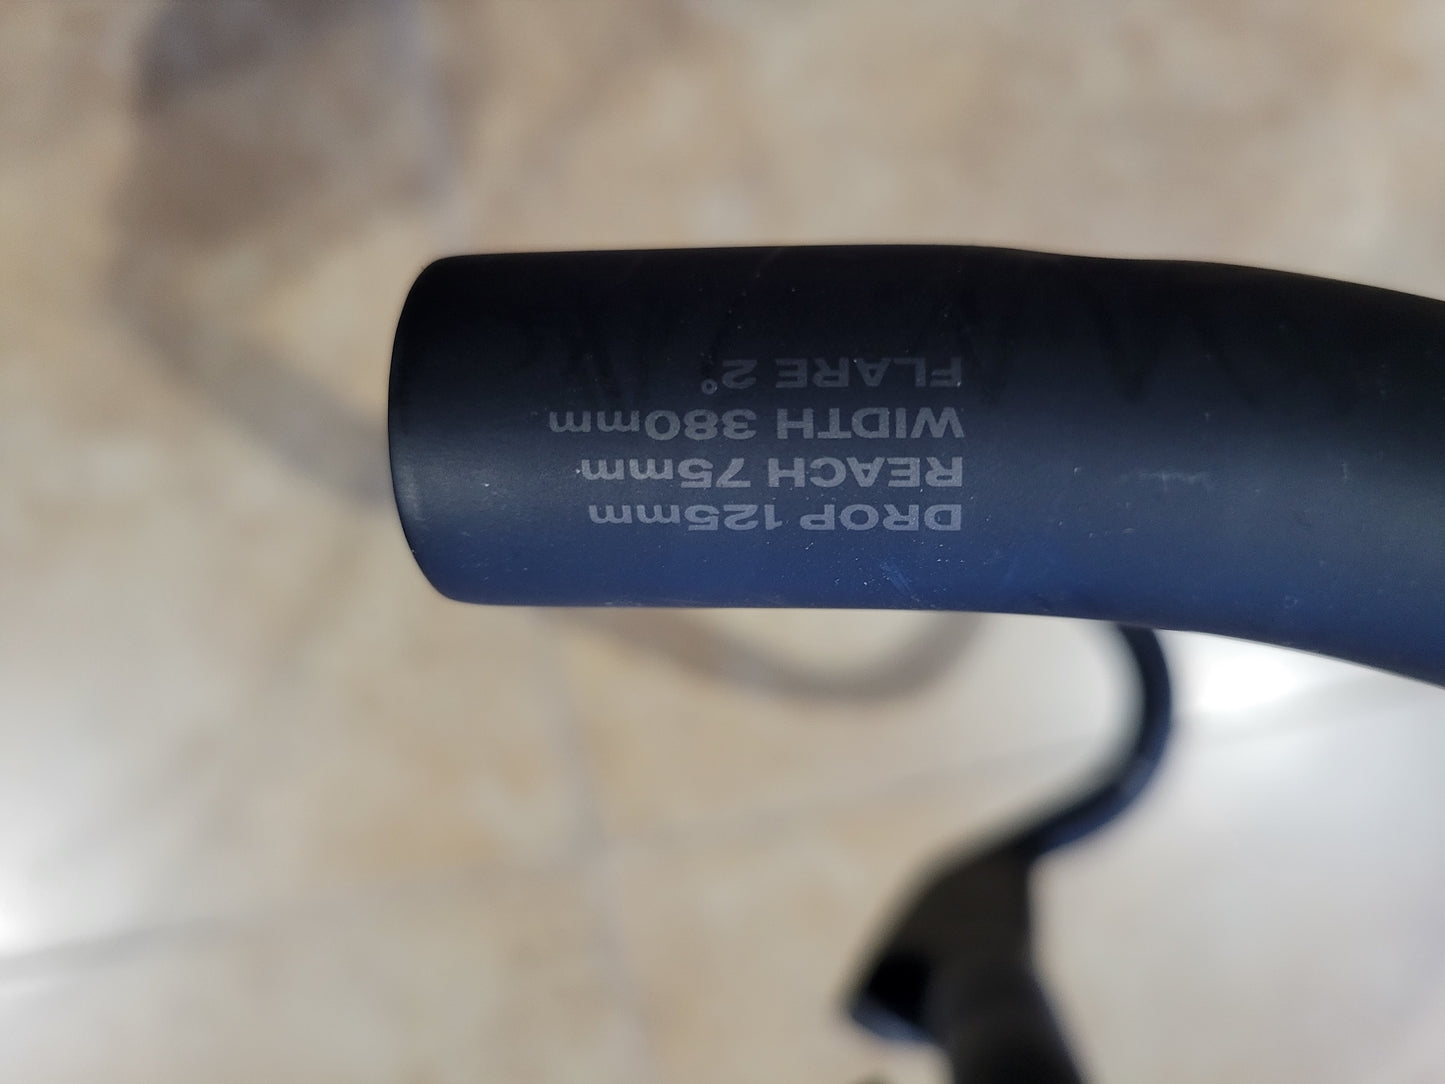 DROP 125mm
REACH 75mm
WIDTH 380mm
FLARE 2°